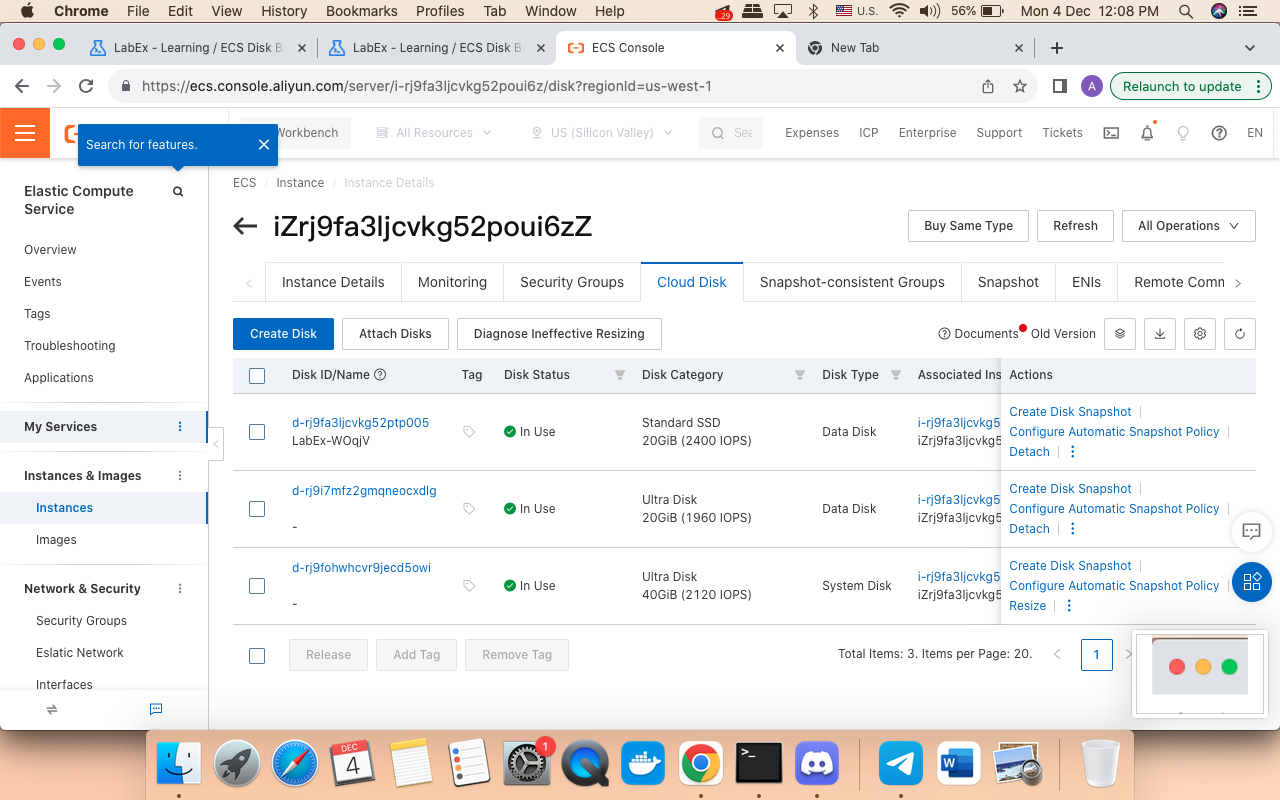 Chrome File Edit View History Bookmarks Profiles Tab Window Help 29 U.S. 56% Mon 4 Dec 12:08 PM
LabEx - Learning / ECS Disk B LabEx - Learning / ECS Disk B ECS Console New Tab
https://ecs.console.aliyun.com/server/i-rj9fa3ljcvkg52poui6z/disk?regionId=us-west-1 A Relaunch to update
Search for features. Workbench All Resources US (Silicon Valley) Sea Expenses ICP Enterprise Support Tickets EN
ECS / Instance / Instance Details
Elastic Compute
Service
iZrj9fa3ljcvkg52poui6zZ Buy Same Type Refresh All Operations
Overview
Events
Tags
Troubleshooting
Applications
My Services
Instances & Images
Instances
Images
Network & Security
Security Groups
Eslatic Network
Interfaces
Instance Details Monitoring Security Groups Cloud Disk Snapshot-consistent Groups Snapshot ENIs Remote Comm
Create Disk Attach Disks Diagnose Ineffective Resizing Documents Old Version
Disk ID/Name Tag Disk Status Disk Category Disk Type Associated Ins Actions
d-rj9fa3ljcvkg52ptp005
LabEx-WOqjV
In Use
Standard SSD
20GiB (2400 IOPS)
Data Disk
i-rj9fa3ljcvkg5
iZrj9fa3ljcvkg5
Create Disk Snapshot
Configure Automatic Snapshot Policy
Detach
d-rj9i7mfz2gmqneocxdlg
-
In Use
Ultra Disk
20GiB (1960 IOPS)
Data Disk
i-rj9fa3ljcvkg5
iZrj9fa3ljcvkg5
Create Disk Snapshot
Configure Automatic Snapshot Policy
Detach
d-rj9fohwhcvr9jecd5owi
-
In Use
Ultra Disk
40GiB (2120 IOPS)
System Disk
i-rj9fa3ljcvkg5
iZrj9fa3ljcvkg5
Create Disk Snapshot
Configure Automatic Snapshot Policy
Resize
Release Add Tag Remove Tag Total Items: 3. Items per Page: 20. 1
DEC
4
1
>_
W